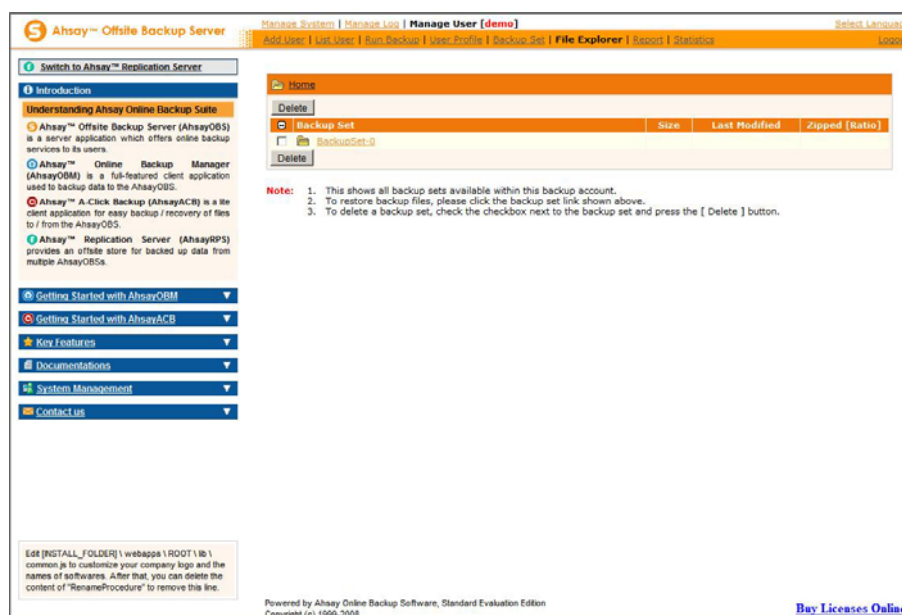 Ahsay™ Offsite Backup Server
Manage System | Manage Log | Manage User [demo]
Select Languag
Add User | List User | Run Backup | User Profile | Backup Set | File Explorer | Report | Statistics
Logou
Switch to Ahsay™ Replication Server
Introduction
Understanding Ahsay Online Backup Suite
Ahsay™ Offsite Backup Server (AhsayOBS)
is a server application which offers online backup
services to its users.
Ahsay™ Online Backup Manager
(AhsayOBM) is a full-featured client application
used to backup data to the AhsayOBS.
Ahsay™ A-Click Backup (AhsayACB) is a lite
client application for easy backup / recovery of files
to / from the AhsayOBS.
Ahsay™ Replication Server (AhsayRPS)
provides an offsite store for backed up data from
multiple AhsayOBSs.
Getting Started with AhsayOBM
Getting Started with AhsayACB
Key Features
Documentations
System Management
Contact us
Edit [INSTALL_FOLDER] \ webapps \ ROOT \ lib \
common.js to customize your company logo and the
names of softwares. After that, you can delete the
content of "RenameProcedure" to remove this line.
Home
Delete
Backup Set Size Last Modified Zipped [Ratio]
BackupSet-0
Delete
Note: 1. This shows all backup sets available within this backup account.
2. To restore backup files, please click the backup set link shown above.
3. To delete a backup set, check the checkbox next to the backup set and press the [ Delete ] button.
Powered by Ahsay Online Backup Software, Standard Evaluation Edition
Copyright (c) 1999-2008
Buy Licenses Online